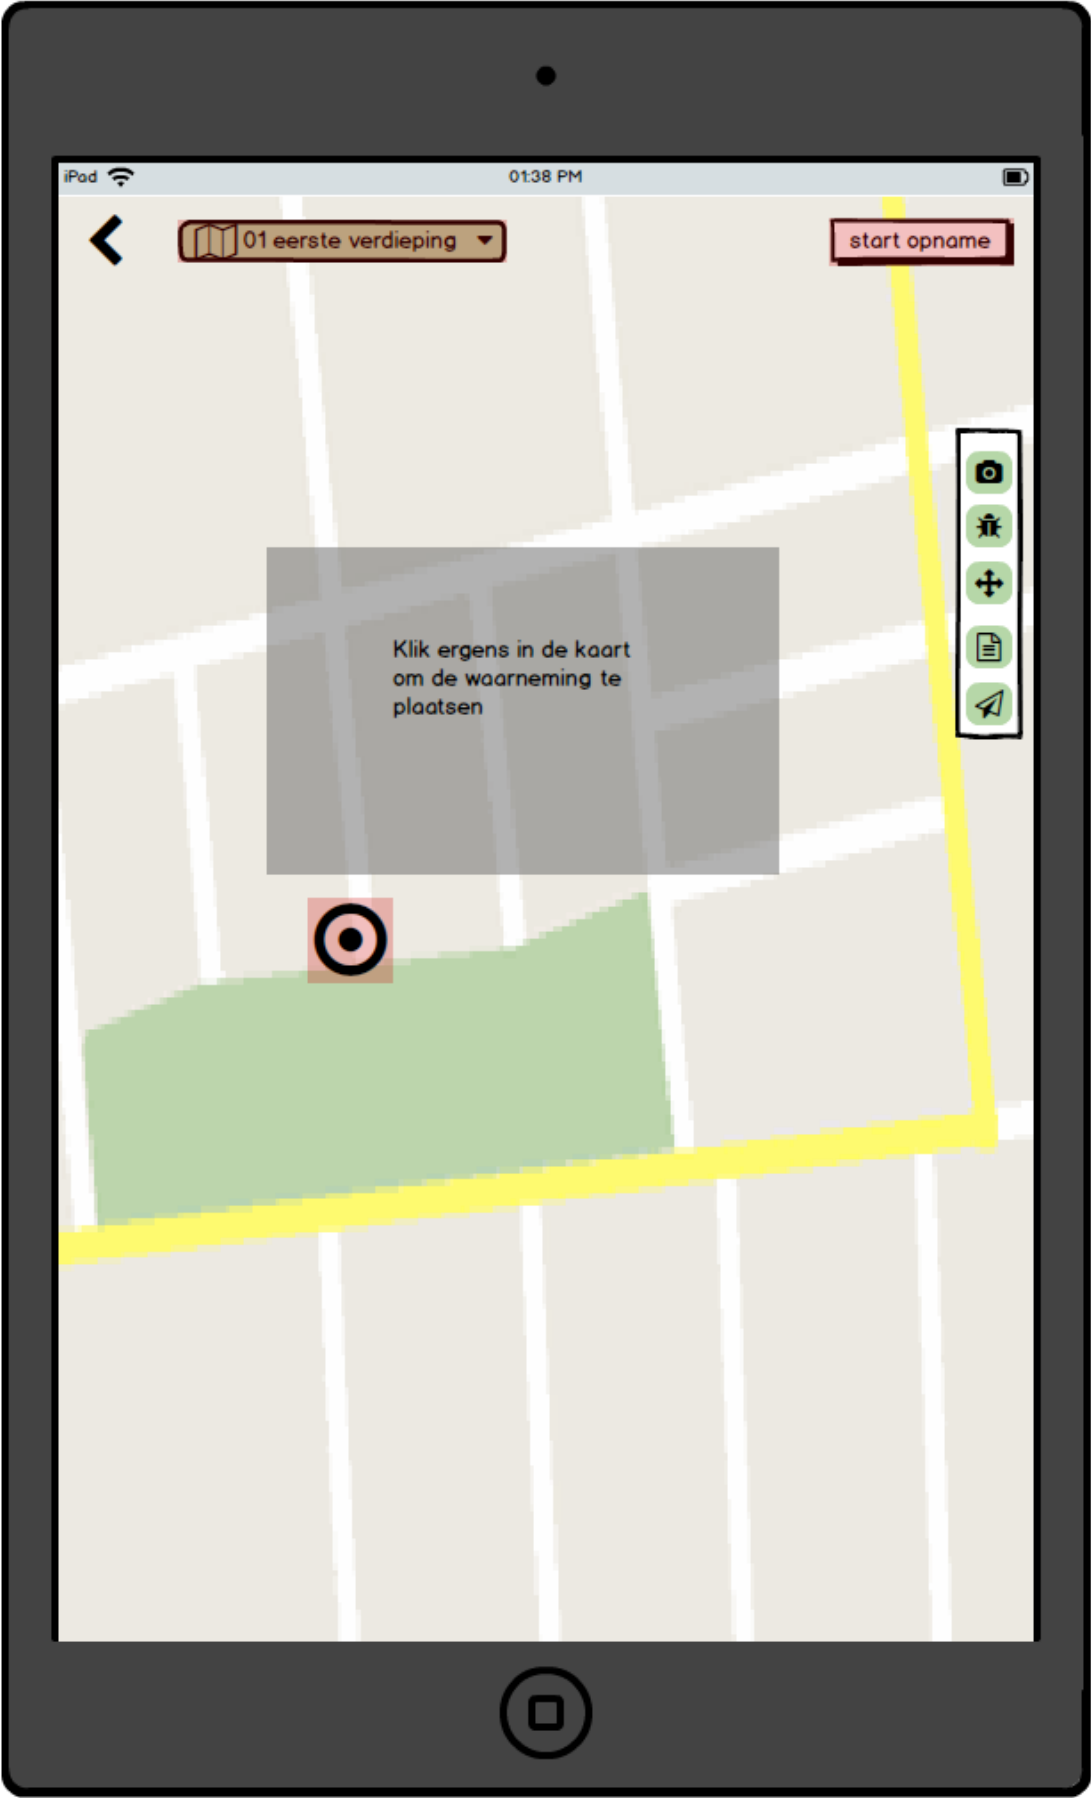 iPad
01:38 PM
01 eerste verdieping
start opname
Klik ergens in de kaart
om de waarneming te
plaatsen